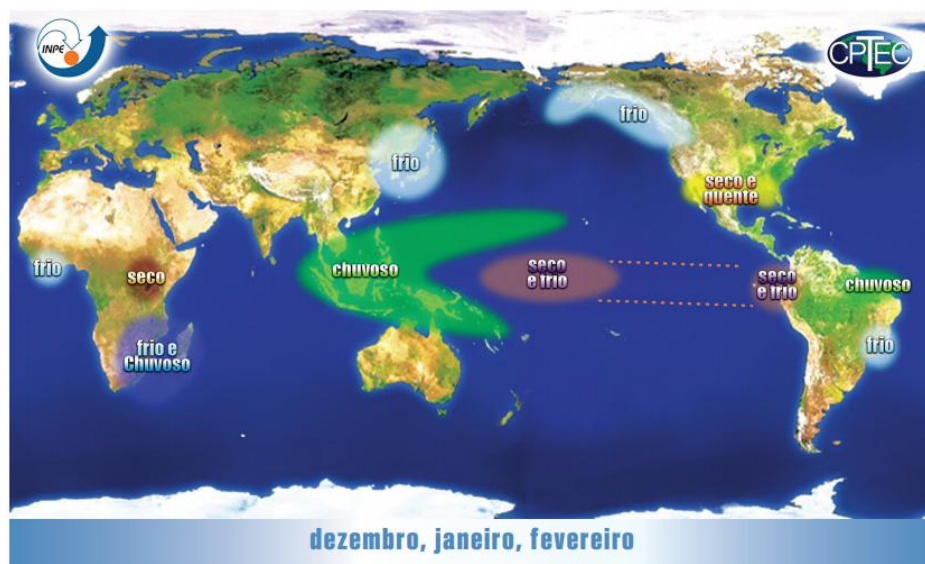 INPE
CPTEC
frio
frio
seco e
quente
frio
seco
chuvoso
seco
e frio
seco
e frio
chuvoso
frio e
Chuvoso
frio
dezembro, janeiro, fevereiro